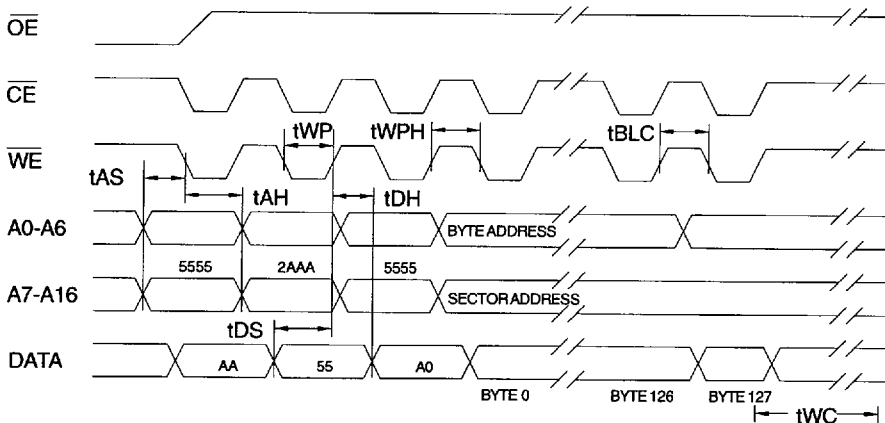 OE
CE
tWP tWPH tBLC
WE
tAS tAH tDH
A0-A6 BYTE ADDRESS
5555 2AAA 5555
A7-A16 SECTOR ADDRESS
tDS
DATA AA 55 A0
BYTE 0 BYTE 126 BYTE 127
tWC